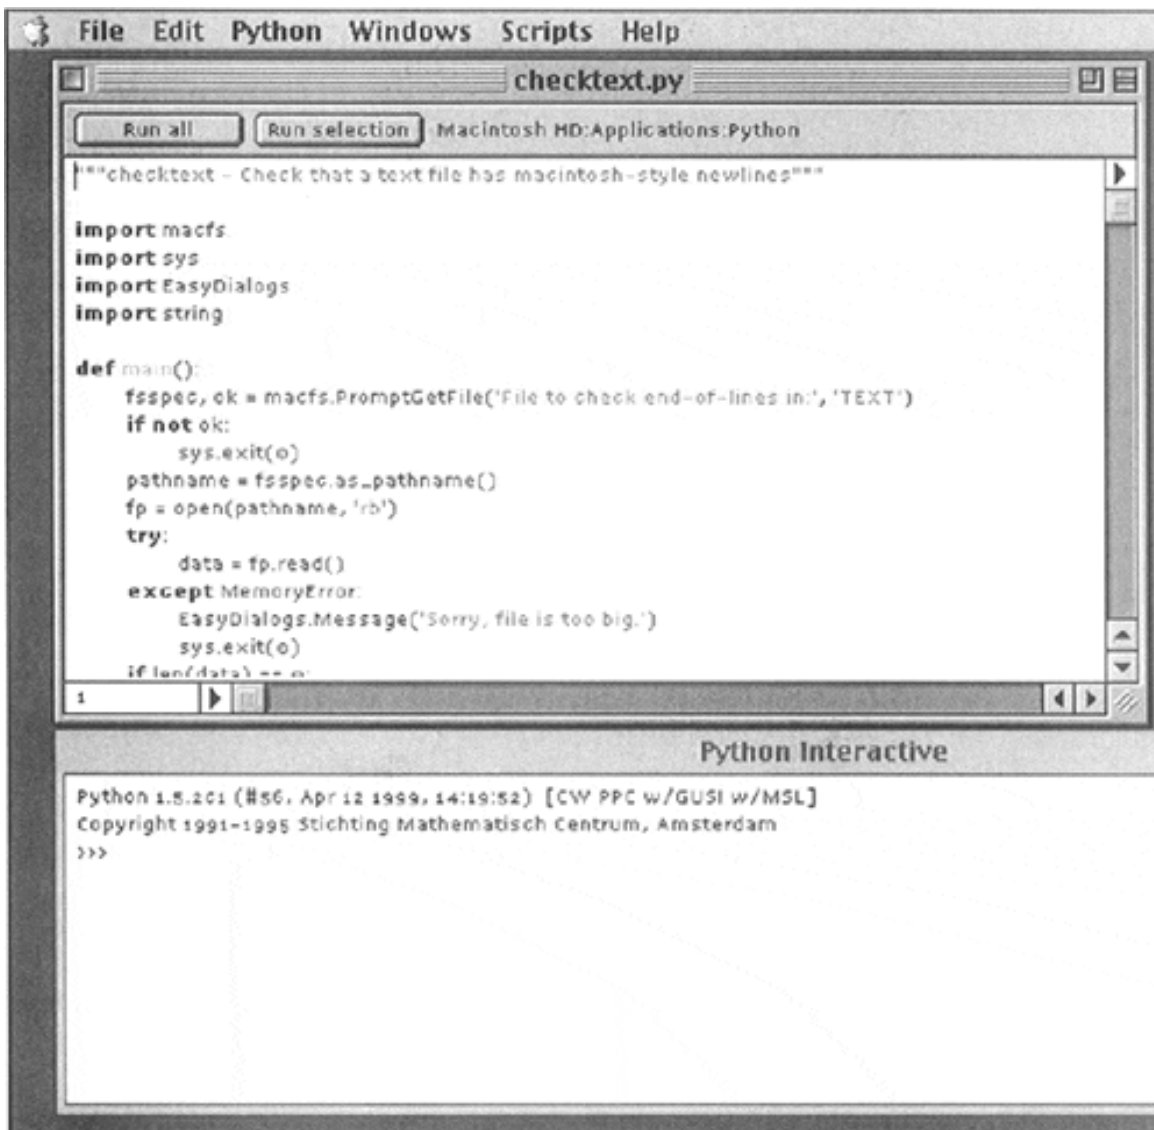 File Edit Python Windows Scripts Help
checktext.py
Run all Run selection Macintosh HD:Applications:Python
"""checktext - Check that a text file has macintosh-style newlines"""
import macfs
import sys
import EasyDialogs
import string
def main():
fsspec, ok = macfs.PromptGetFile('File to check end-of-lines in:', 'TEXT')
if not ok:
sys.exit(0)
pathname = fsspec.as_pathname()
fp = open(pathname, 'rb')
try:
data = fp.read()
except MemoryError:
EasyDialogs.Message('Sorry, file is too big.')
sys.exit(0)
if len(data) == 0:
1
Python Interactive
Python 1.5.2c1 (#56, Apr 12 1999, 14:19:52) [CW PPC w/GUSI w/MSL]
Copyright 1991-1995 Stichting Mathematisch Centrum, Amsterdam
>>>